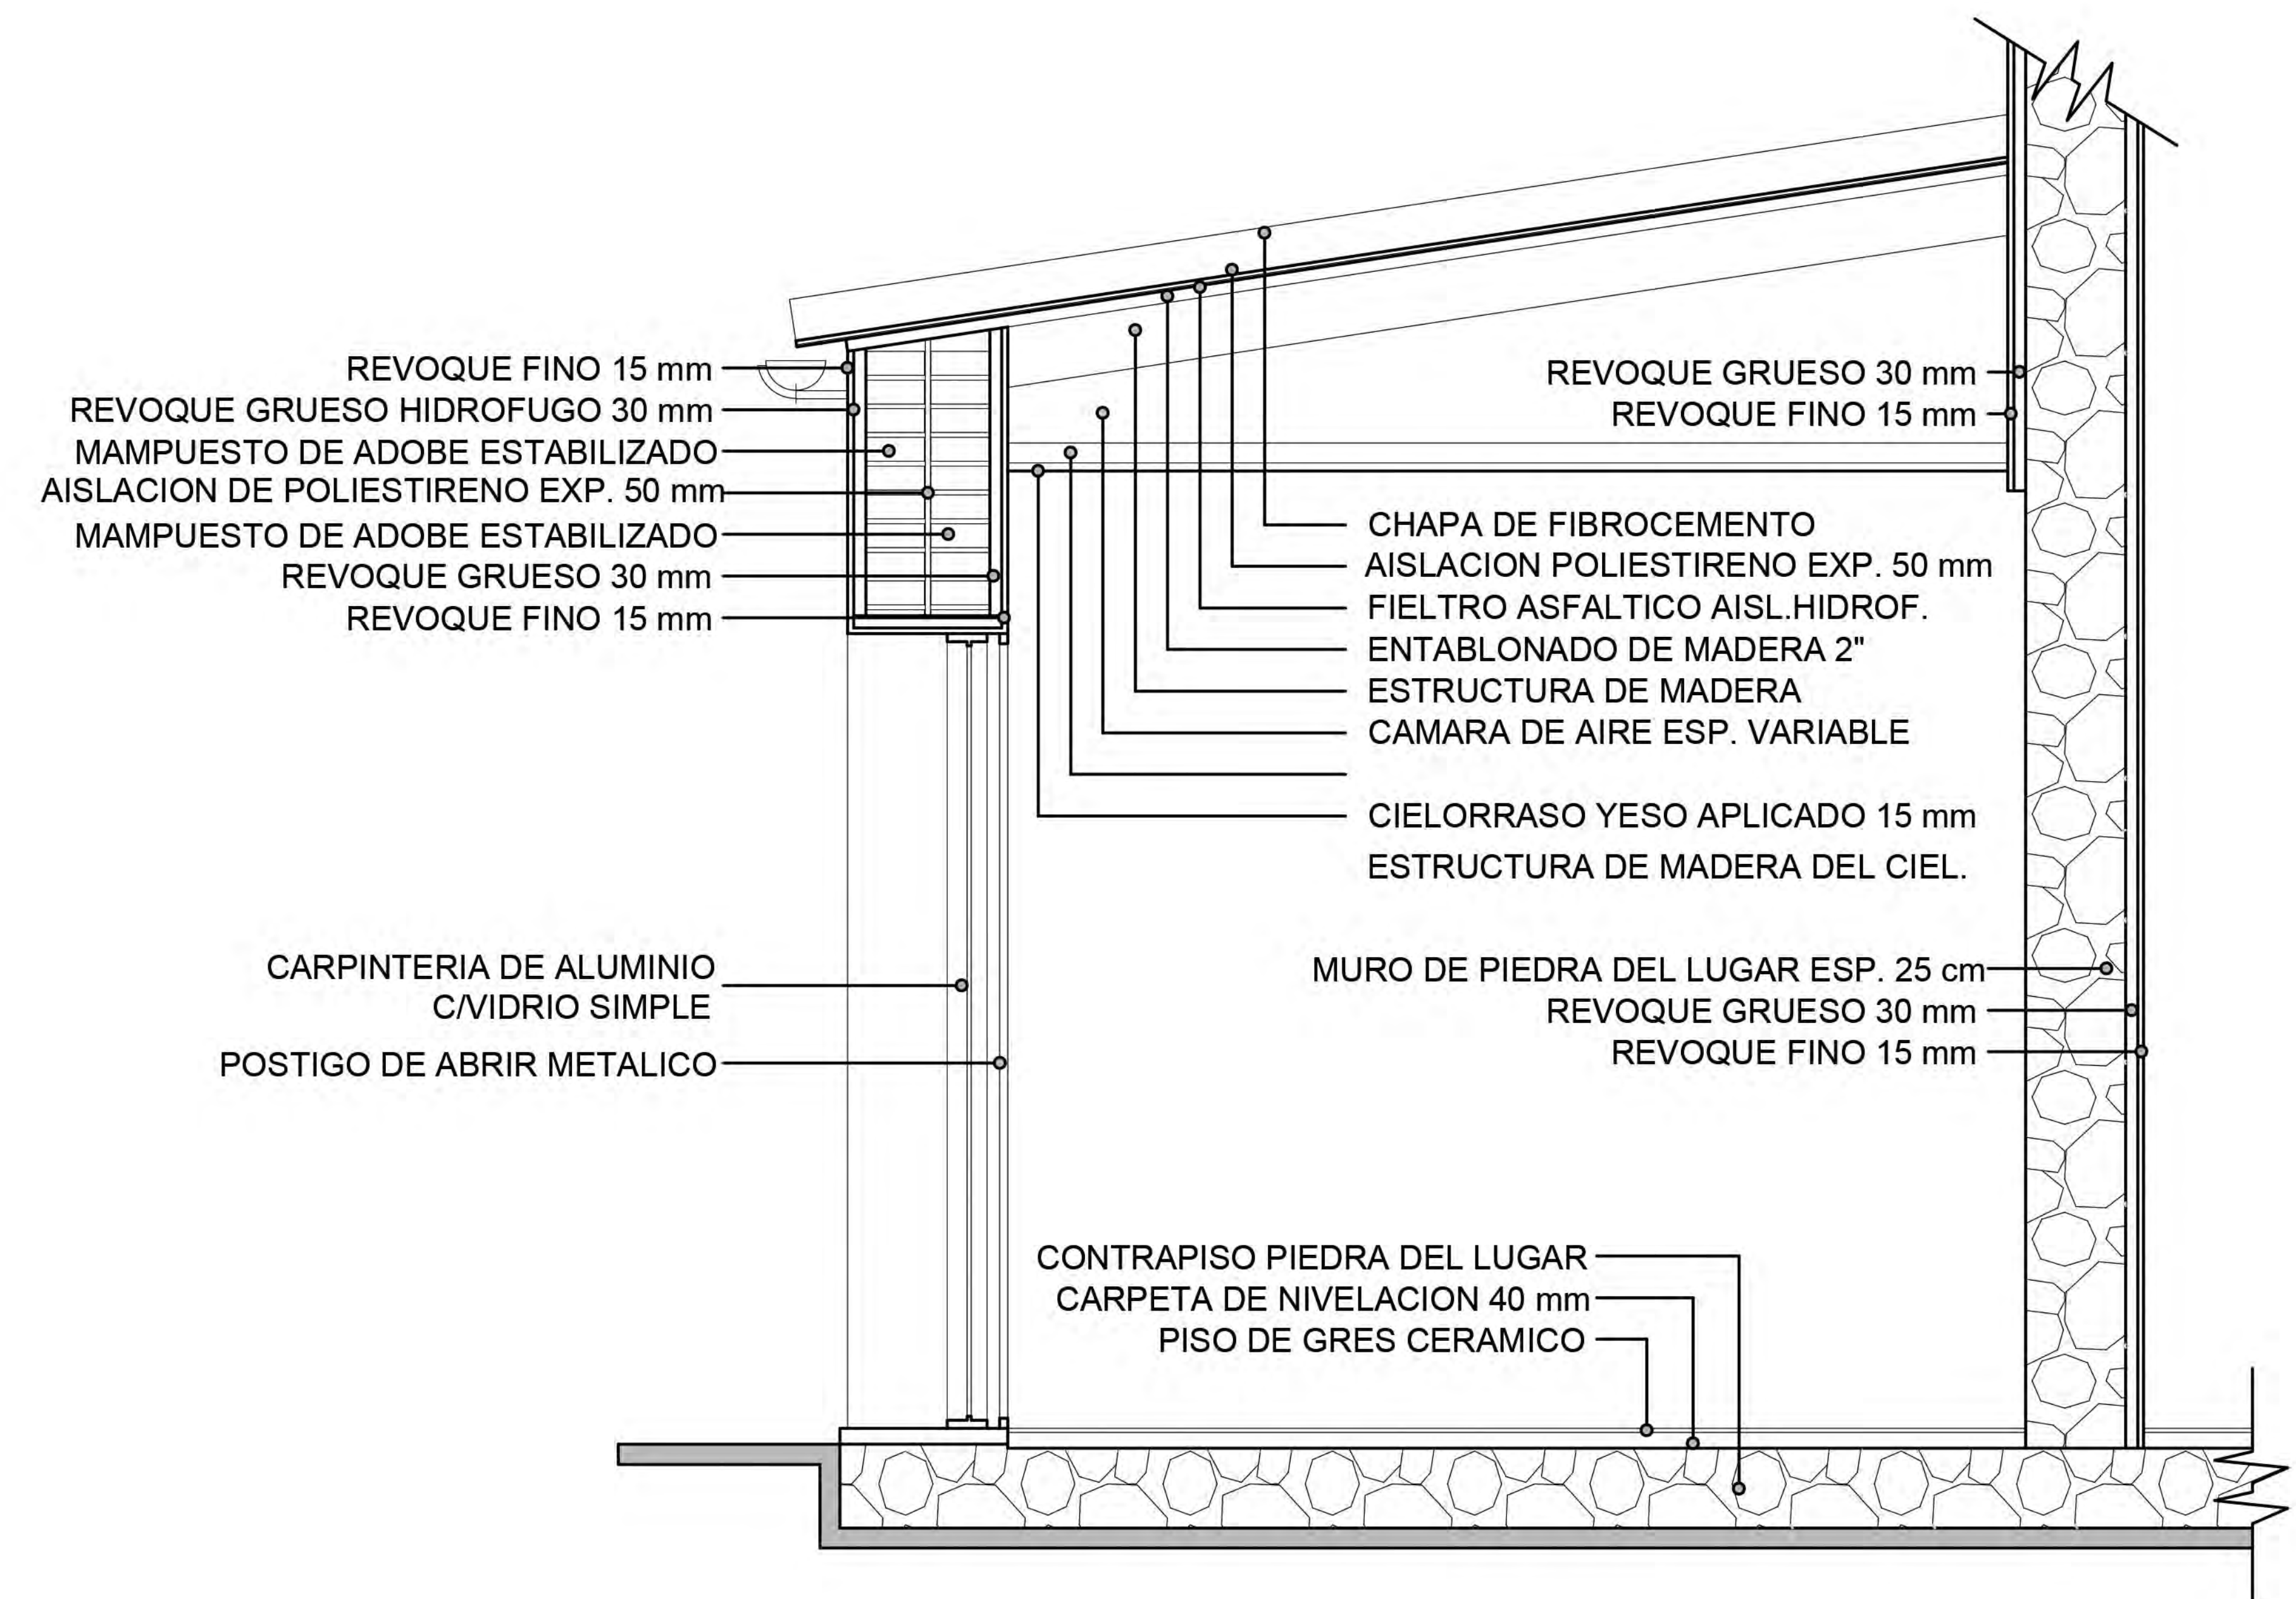 REVOQUE FINO 15 mm
REVOQUE GRUESO HIDROFUGO 30 mm
MAMPUESTO DE ADOBE ESTABILIZADO
AISLACION DE POLIESTIRENO EXP. 50 mm
MAMPUESTO DE ADOBE ESTABILIZADO
REVOQUE GRUESO 30 mm
REVOQUE FINO 15 mm
REVOQUE GRUESO 30 mm
REVOQUE FINO 15 mm
CHAPA DE FIBROCEMENTO
AISLACION POLIESTIRENO EXP. 50 mm
FIELTRO ASFALTICO AISL.HIDROF.
ENTABLONADO DE MADERA 2"
ESTRUCTURA DE MADERA
CAMARA DE AIRE ESP. VARIABLE
CIELORRASO YESO APLICADO 15 mm
ESTRUCTURA DE MADERA DEL CIEL.
CARPINTERIA DE ALUMINIO
C/VIDRIO SIMPLE
POSTIGO DE ABRIR METALICO
MURO DE PIEDRA DEL LUGAR ESP. 25 cm
REVOQUE GRUESO 30 mm
REVOQUE FINO 15 mm
CONTRAPISO PIEDRA DEL LUGAR
CARPETA DE NIVELACION 40 mm
PISO DE GRES CERAMICO